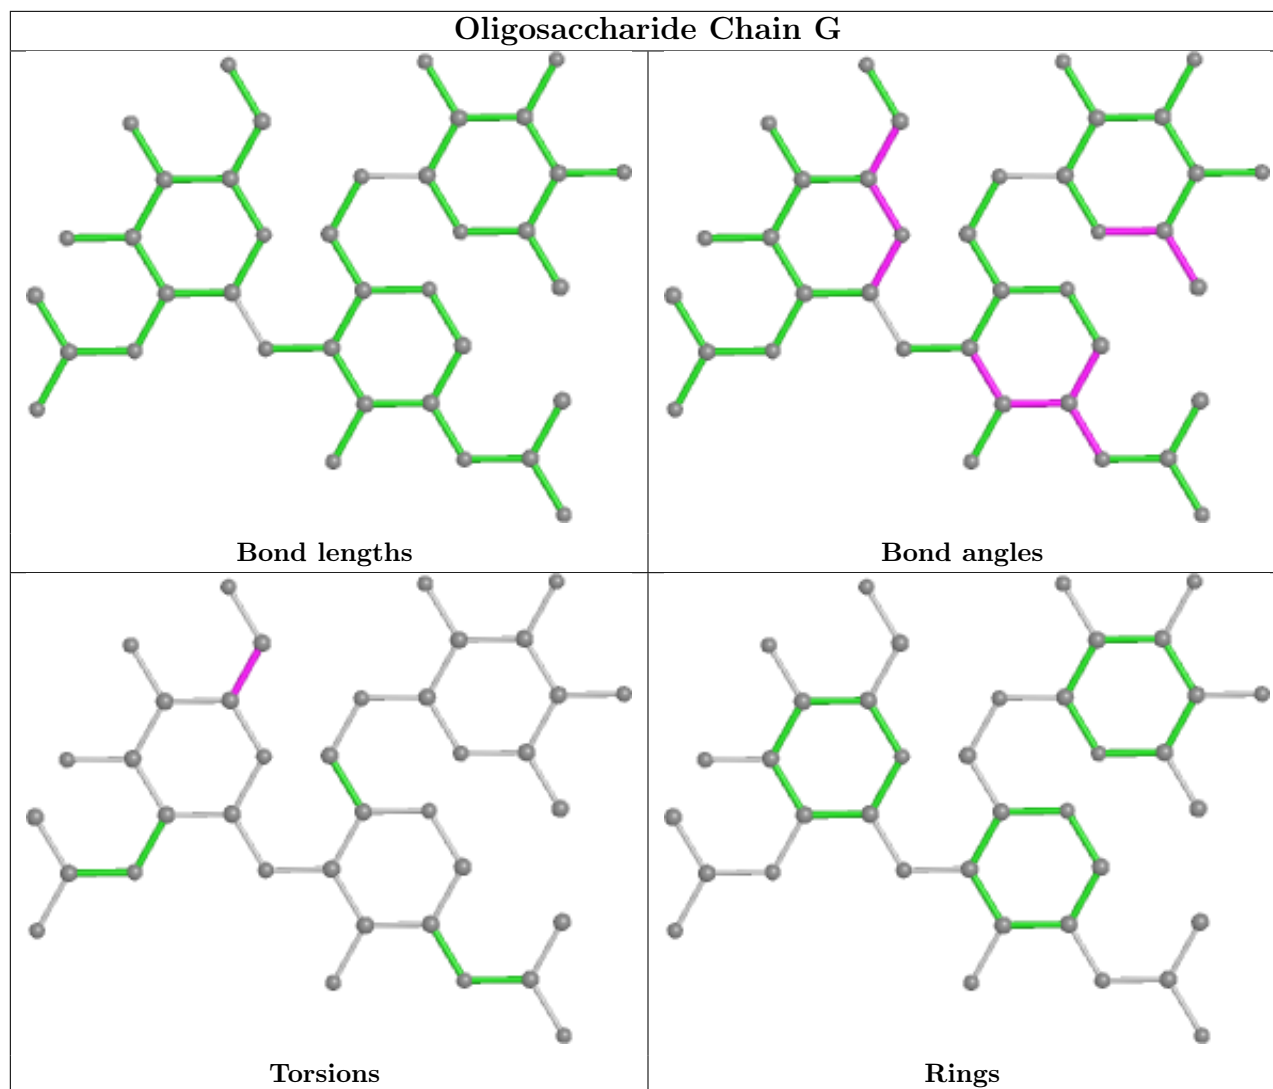 Oligosaccharide Chain G
Bond lengths
Bond angles
Torsions
Rings